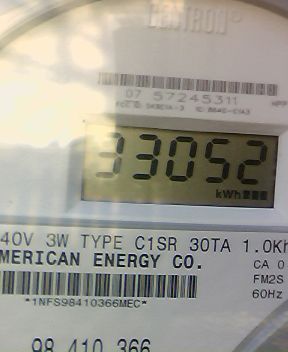 CENTRON®
07 57245311
33052
kWh
40V 3W TYPE C1SR 30TA 1.0Kh
MERICAN ENERGY CO.
CA 0
FM2S
60Hz
*1NFS98410366MEC*
98 410 366